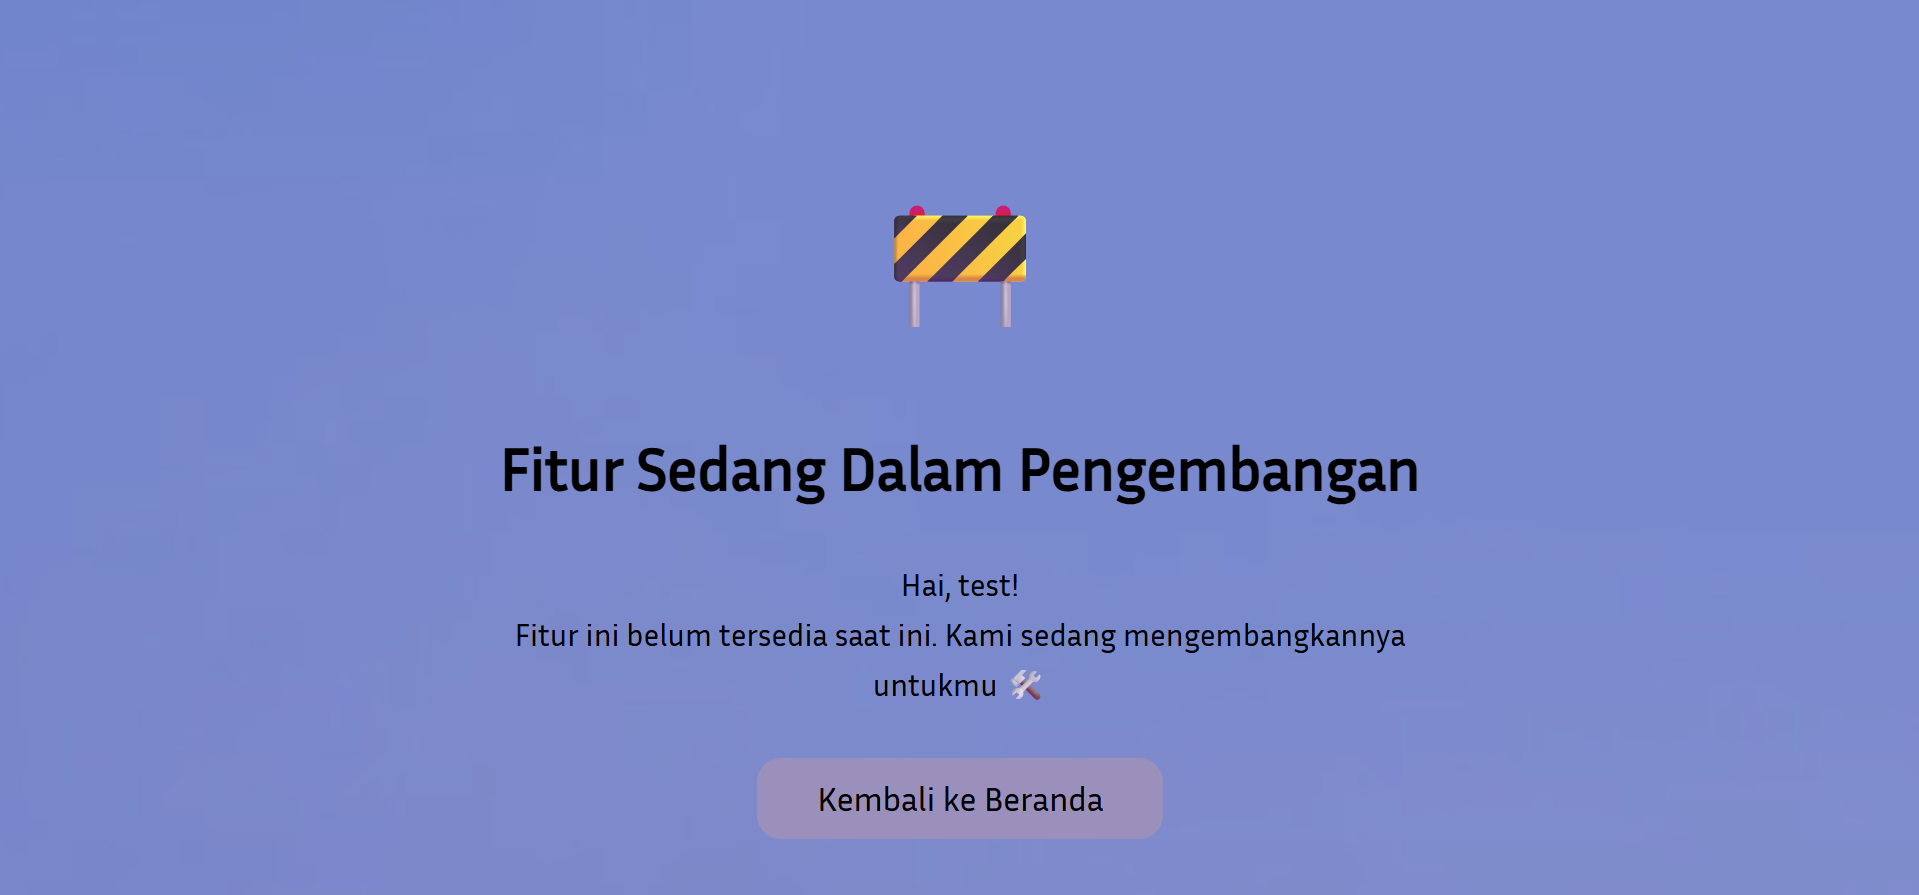 Fitur Sedang Dalam Pengembangan
Hai, test!
Fitur ini belum tersedia saat ini. Kami sedang mengembangkannya
untukmu 🛠️
Kembali ke Beranda